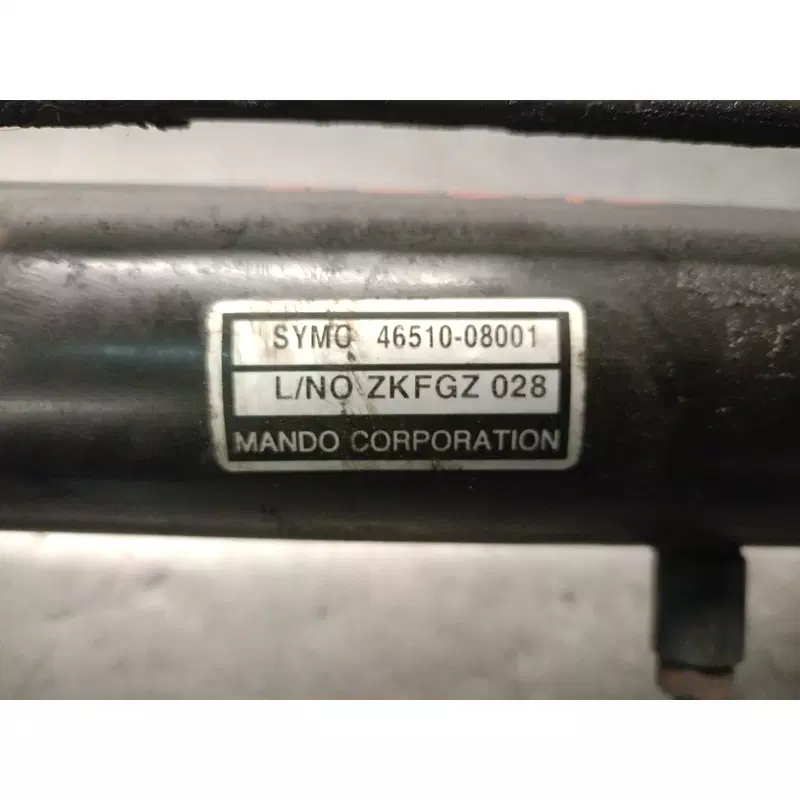 SYMC 46510-08001
L/NO ZKFGZ 028
MANDO CORPORATION